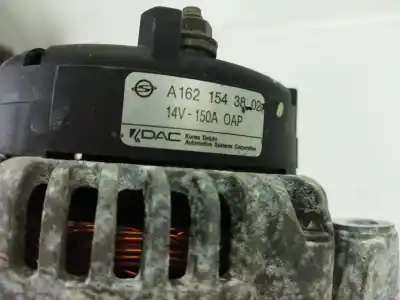 A162 154 38 02
14V - 150A OAP
KDAC Korea Delphi
Automotive Systems Corporation